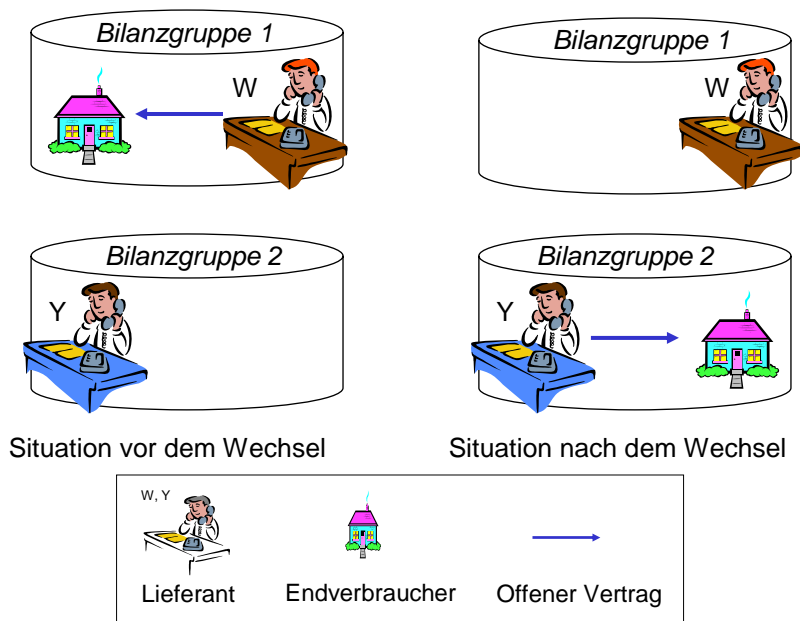 Bilanzgruppe 1
W
Bilanzgruppe 1
W
Bilanzgruppe 2
Y
Bilanzgruppe 2
Y
Situation vor dem Wechsel
Situation nach dem Wechsel
W, Y
Lieferant
Endverbraucher
Offener Vertrag